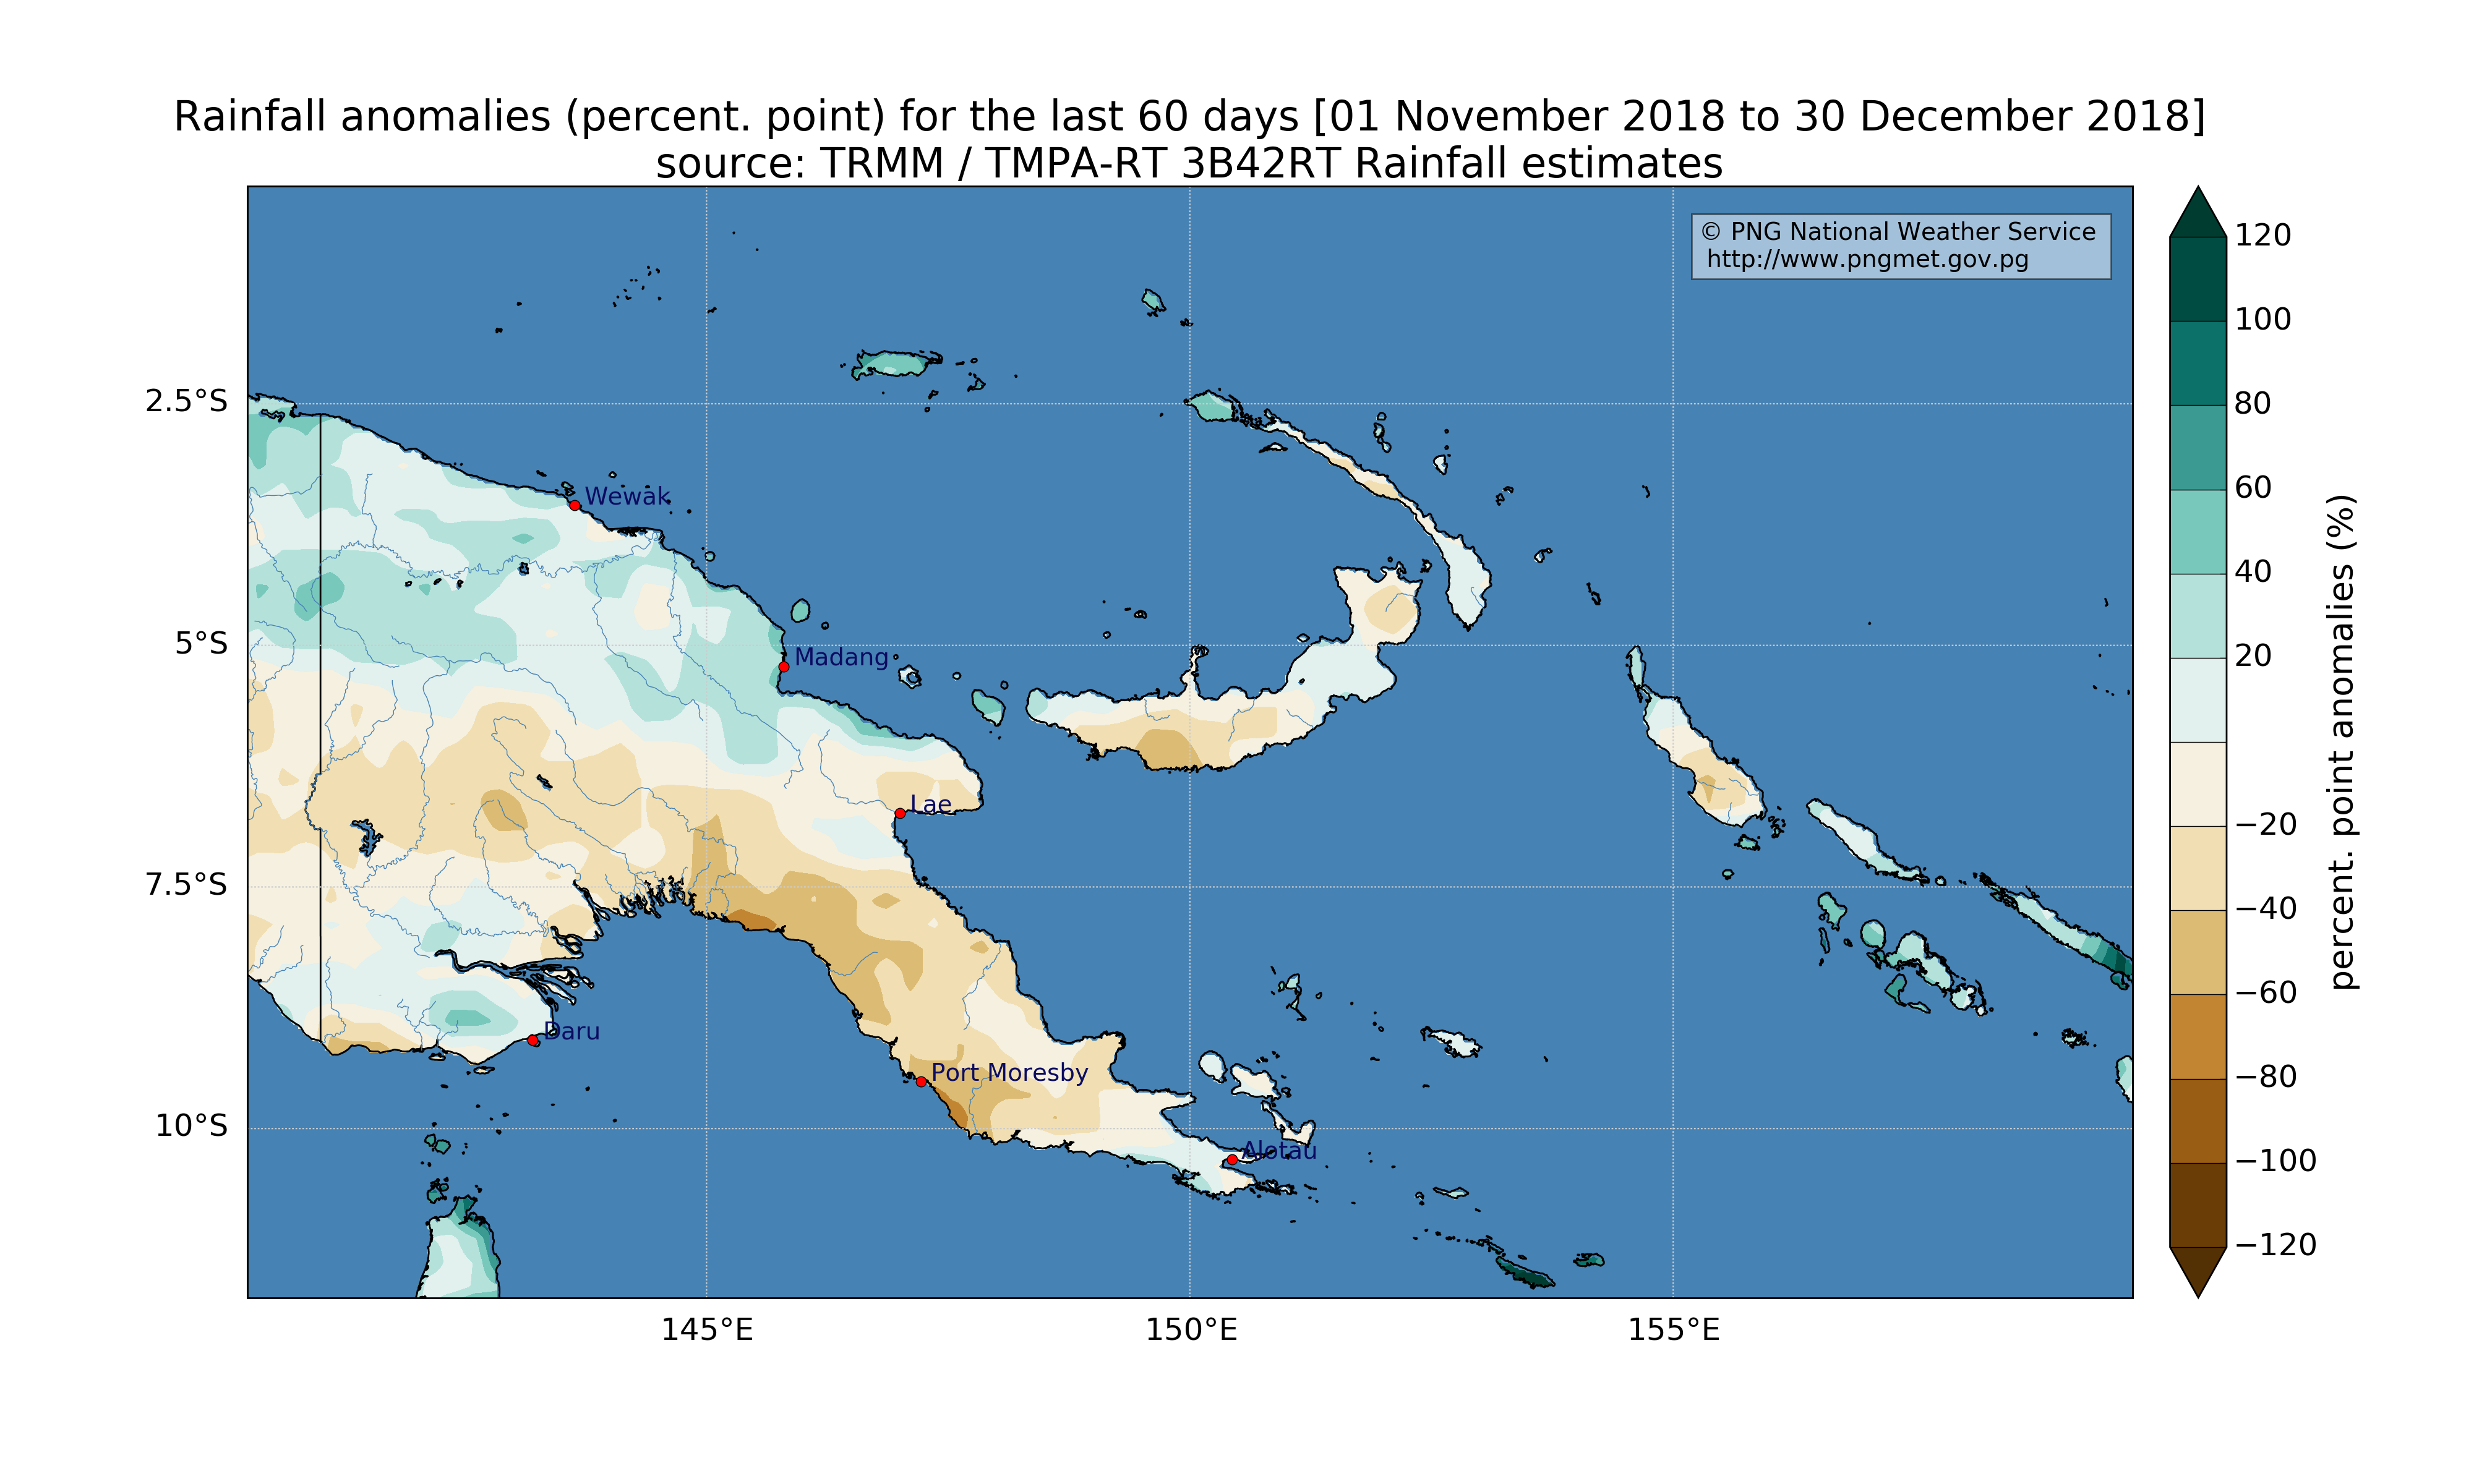 Rainfall anomalies (percent. point) for the last 60 days [01 November 2018 to 30 December 2018]
source: TRMM / TMPA-RT 3B42RT Rainfall estimates
© PNG National Weather Service
http://www.pngmet.gov.pg
2.5°S
5°S
7.5°S
10°S
Wewak
Madang
Lae
Daru
Port Moresby
Alotau
145°E
150°E
155°E
120
100
80
60
40
20
−20
−40
−60
−80
−100
−120
percent. point anomalies (%)